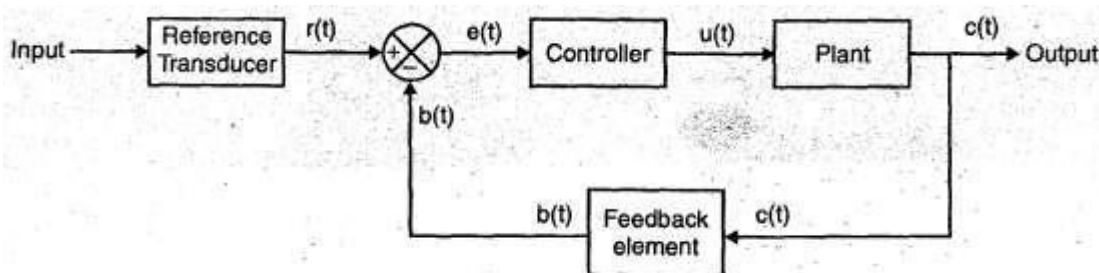 Input
Reference
Transducer
r(t)
+
−
e(t)
Controller
u(t)
Plant
c(t)
Output
b(t)
b(t)
Feedback
element
c(t)